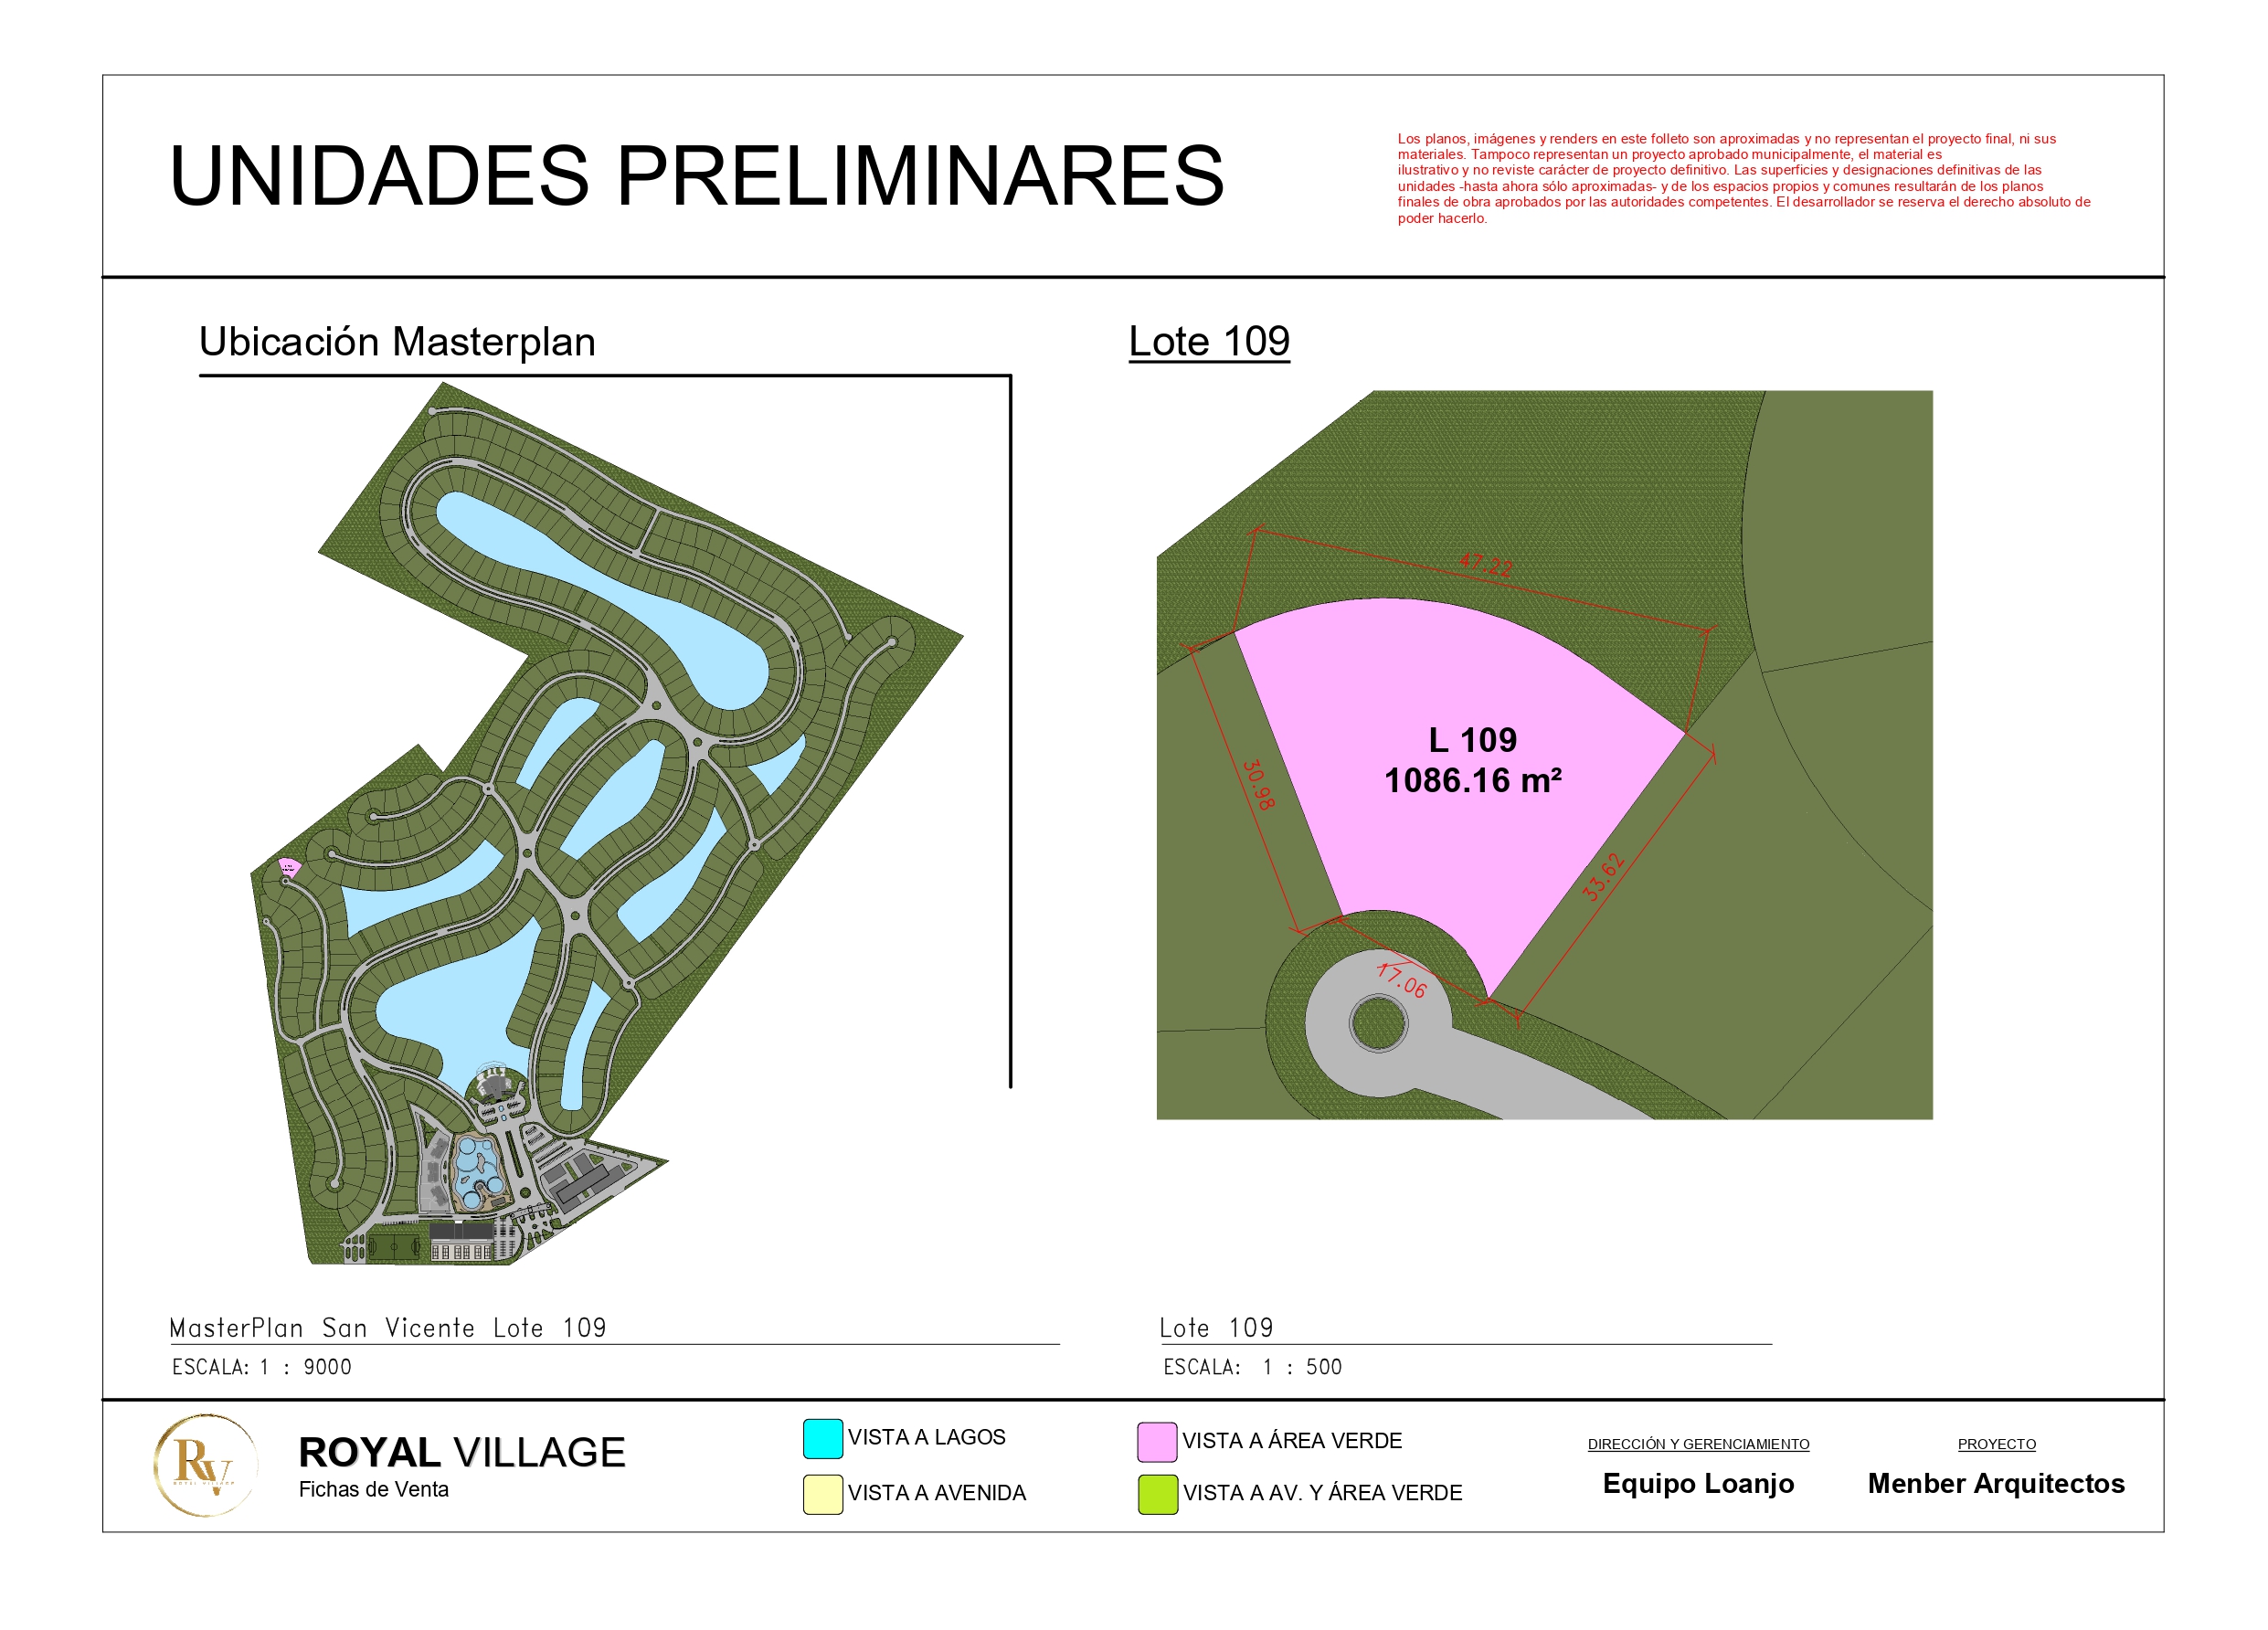 UNIDADES PRELIMINARES
Los planos, imágenes y renders en este folleto son aproximadas y no representan el proyecto final, ni sus
materiales. Tampoco representan un proyecto aprobado municipalmente, el material es
ilustrativo y no reviste carácter de proyecto definitivo. Las superficies y designaciones definitivas de las
unidades -hasta ahora sólo aproximadas- y de los espacios propios y comunes resultarán de los planos
finales de obra aprobados por las autoridades competentes. El desarrollador se reserva el derecho absoluto de
poder hacerlo.
Ubicación Masterplan
Lote 109
47.22
L 109
1086.16 m²
30.98
33.62
17.06
MasterPlan San Vicente Lote 109
ESCALA: 1 : 9000
Lote 109
ESCALA: 1 : 500
RV
ROYAL VILLAGE
ROYAL VILLAGE
Fichas de Venta
VISTA A LAGOS
VISTA A AVENIDA
VISTA A ÁREA VERDE
VISTA A AV. Y ÁREA VERDE
DIRECCIÓN Y GERENCIAMIENTO
Equipo Loanjo
PROYECTO
Menber Arquitectos